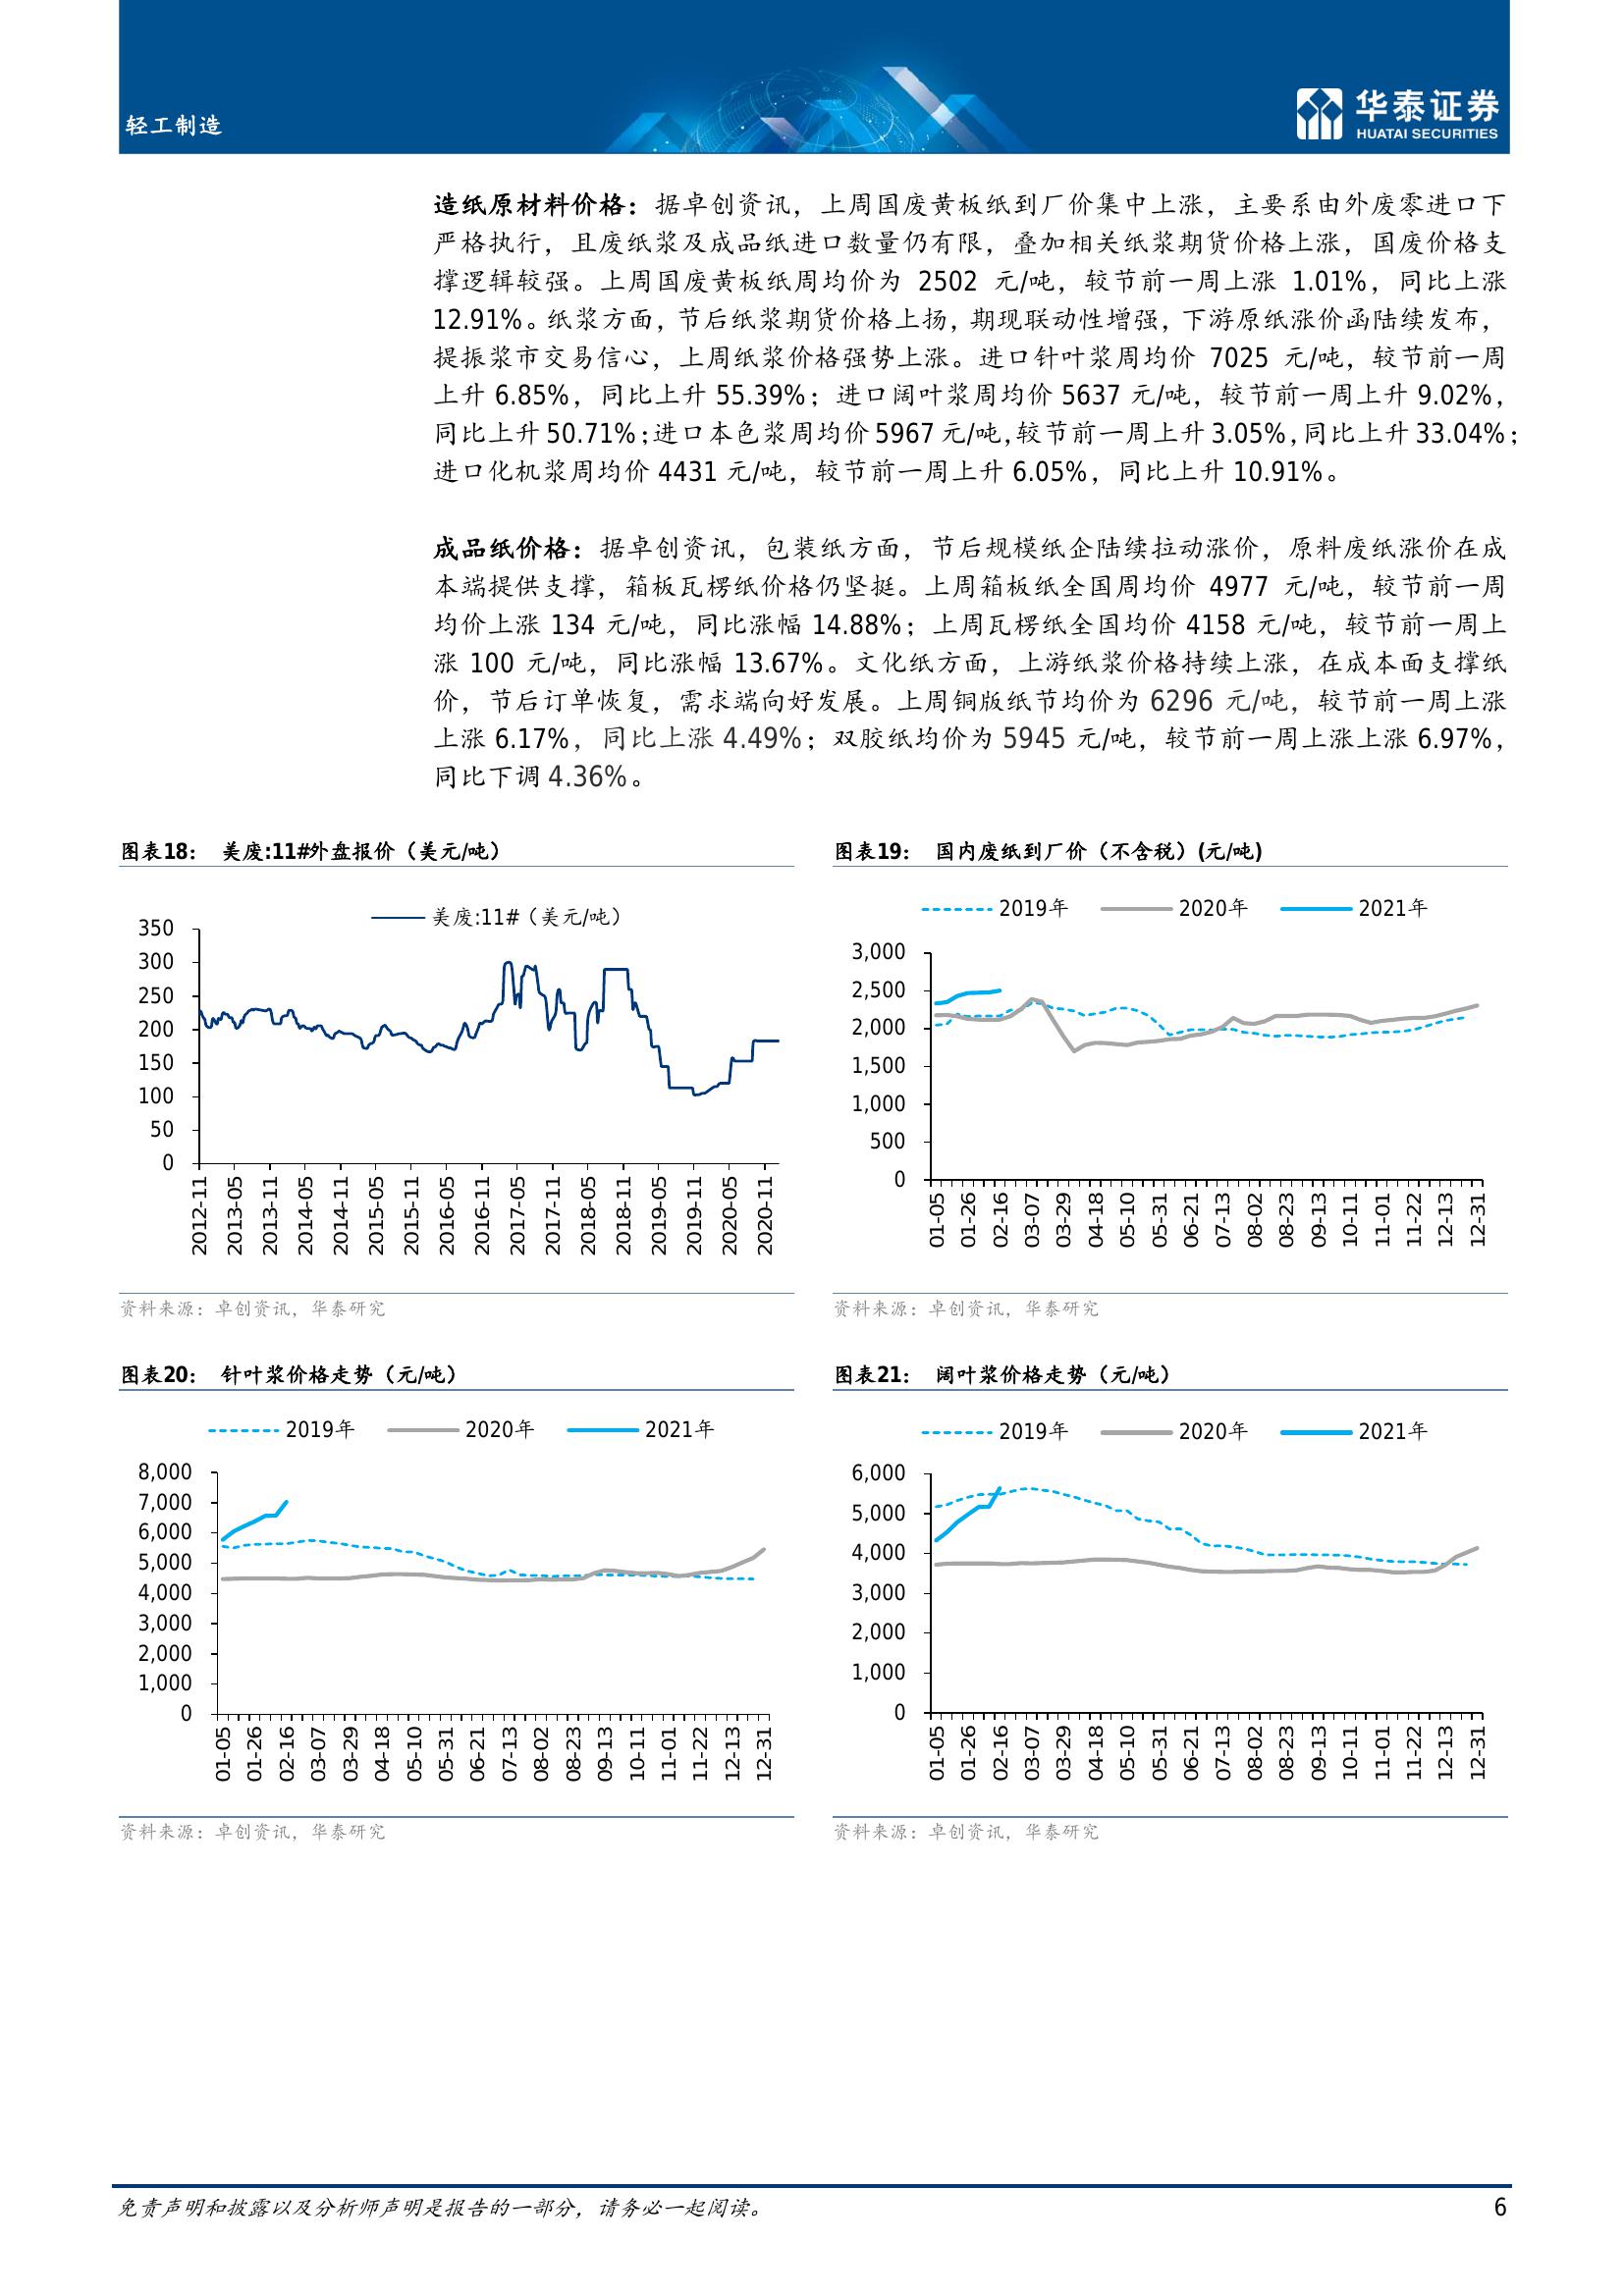 轻工制造
华泰证券
HUATAI SECURITIES
造纸原材料价格：据卓创资讯，上周国废黄板纸到厂价集中上涨，主要系由外废零进口下
严格执行，且废纸浆及成品纸进口数量仍有限，叠加相关纸浆期货价格上涨，国废价格支
撑逻辑较强。上周国废黄板纸周均价为 2502 元/吨，较节前一周上涨 1.01%，同比上涨
12.91%。纸浆方面，节后纸浆期货价格上扬，期现联动性增强，下游原纸涨价函陆续发布，
提振浆市交易信心，上周纸浆价格强势上涨。进口针叶浆周均价 7025 元/吨，较节前一周
上升 6.85%，同比上升 55.39%；进口阔叶浆周均价 5637 元/吨，较节前一周上升 9.02%，
同比上升 50.71%；进口本色浆周均价 5967 元/吨，较节前一周上升 3.05%，同比上升 33.04%；
进口化机浆周均价 4431 元/吨，较节前一周上升 6.05%，同比上升 10.91%。
成品纸价格：据卓创资讯，包装纸方面，节后规模纸企陆续拉动涨价，原料废纸涨价在成
本端提供支撑，箱板瓦楞纸价格仍坚挺。上周箱板纸全国周均价 4977 元/吨，较节前一周
均价上涨 134 元/吨，同比涨幅 14.88%；上周瓦楞纸全国均价 4158 元/吨，较节前一周上
涨 100 元/吨，同比涨幅 13.67%。文化纸方面，上游纸浆价格持续上涨，在成本面支撑纸
价，节后订单恢复，需求端向好发展。上周铜版纸节均价为 6296 元/吨，较节前一周上涨
上涨 6.17%，同比上涨 4.49%；双胶纸均价为 5945 元/吨，较节前一周上涨上涨 6.97%，
同比下调 4.36%。
图表18： 美废:11#外盘报价（美元/吨）
美废:11#（美元/吨）
350
300
250
200
150
100
50
0
2012-11 2013-05 2013-11 2014-05 2014-11 2015-05 2015-11 2016-05 2016-11 2017-05 2017-11 2018-05 2018-11 2019-05 2019-11 2020-05 2020-11
资料来源：卓创资讯，华泰研究
图表19： 国内废纸到厂价（不含税）(元/吨)
2019年 2020年 2021年
3,000
2,500
2,000
1,500
1,000
500
0
01-05 01-26 02-16 03-07 03-29 04-18 05-10 05-31 06-21 07-13 08-02 08-23 09-13 10-11 11-01 11-22 12-13 12-31
资料来源：卓创资讯，华泰研究
图表20： 针叶浆价格走势（元/吨）
2019年 2020年 2021年
8,000
7,000
6,000
5,000
4,000
3,000
2,000
1,000
0
01-05 01-26 02-16 03-07 03-29 04-18 05-10 05-31 06-21 07-13 08-02 08-23 09-13 10-11 11-01 11-22 12-13 12-31
资料来源：卓创资讯，华泰研究
图表21： 阔叶浆价格走势（元/吨）
2019年 2020年 2021年
6,000
5,000
4,000
3,000
2,000
1,000
0
01-05 01-26 02-16 03-07 03-29 04-18 05-10 05-31 06-21 07-13 08-02 08-23 09-13 10-11 11-01 11-22 12-13 12-31
资料来源：卓创资讯，华泰研究
免责声明和披露以及分析师声明是报告的一部分，请务必一起阅读。
6